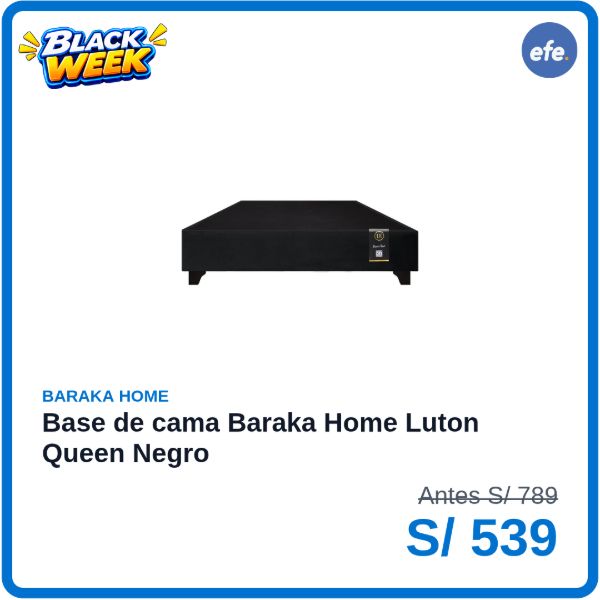 BLACK
WEEK
efe.
BARAKA HOME
Base de cama Baraka Home Luton
Queen Negro
Antes S/ 789
S/ 539